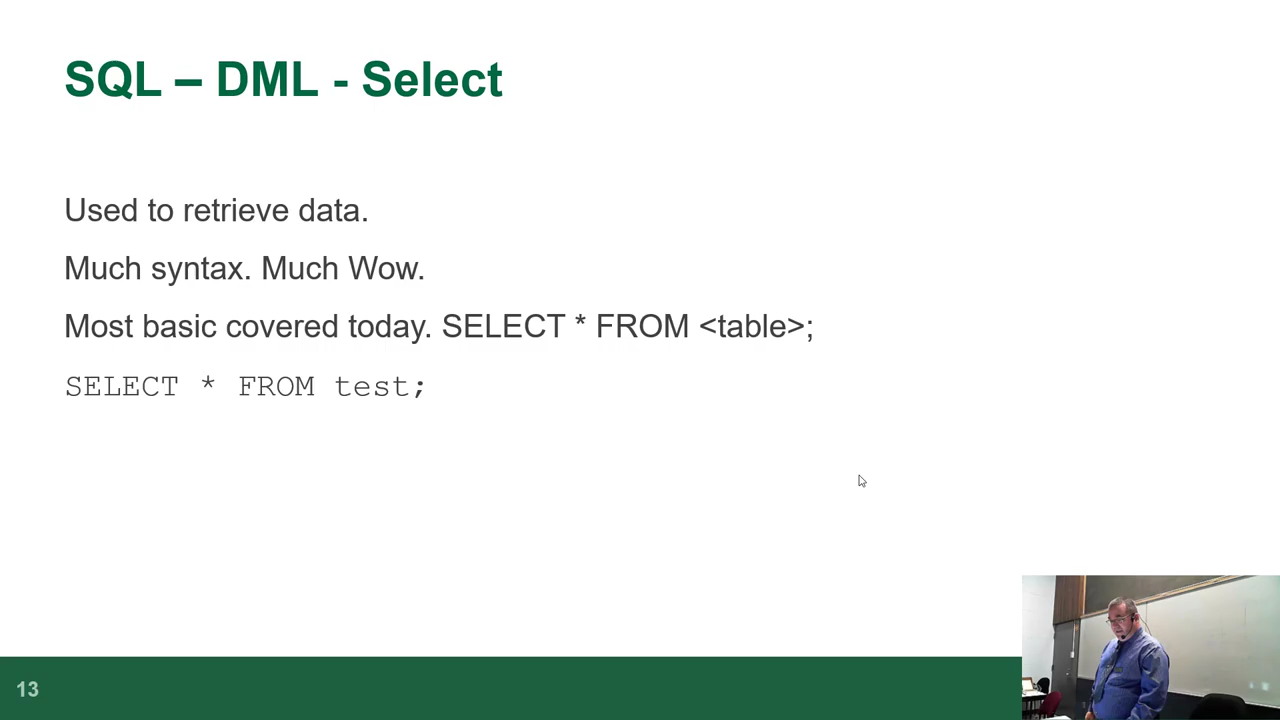 SQL – DML - Select
Used to retrieve data.
Much syntax. Much Wow.
Most basic covered today. SELECT * FROM <table>;
SELECT * FROM test;
13